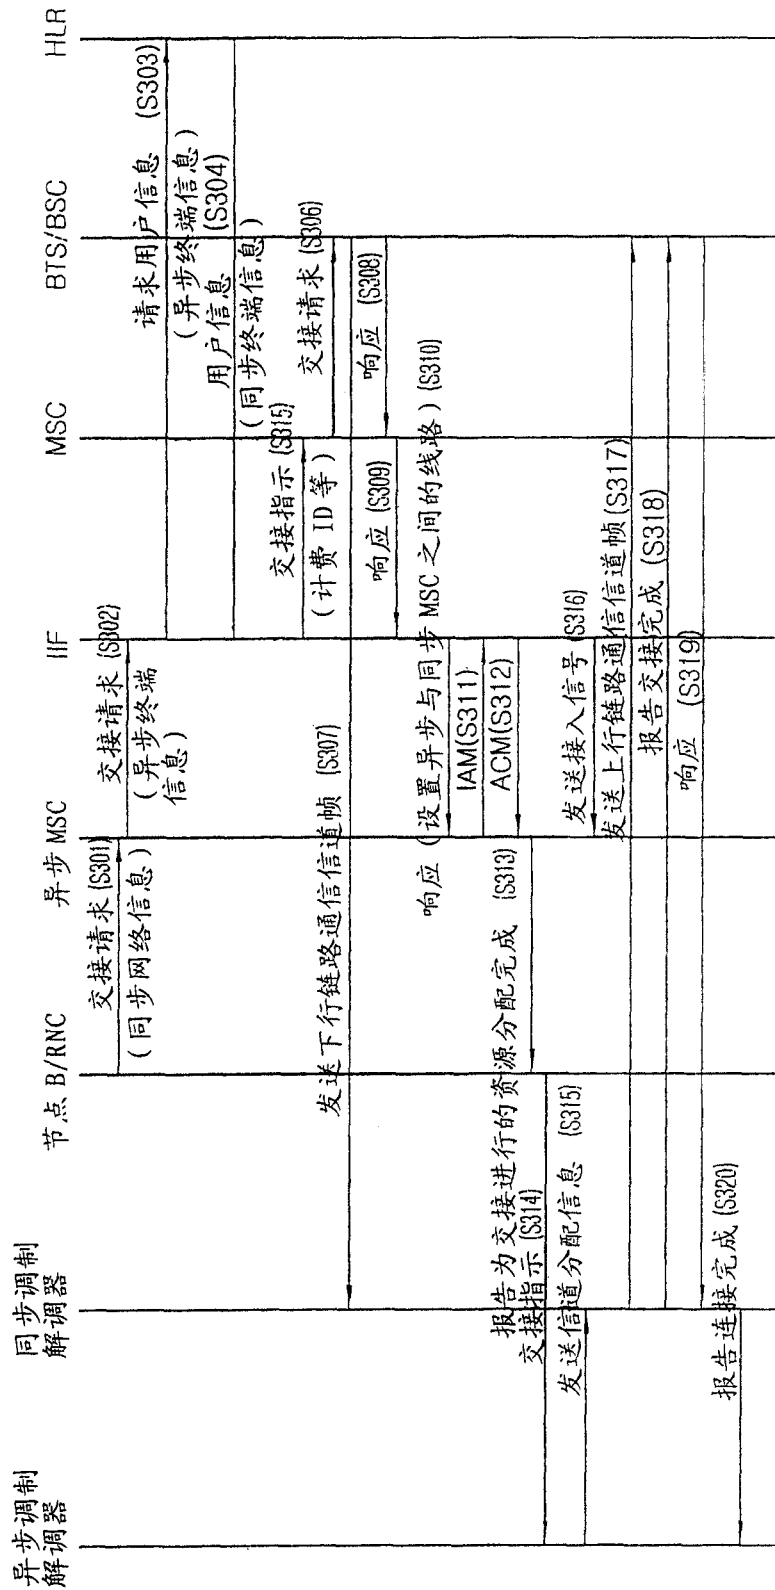 异步调制
解调器
同步调制
解调器
节点 B/RNC
异步 MSC
IIF
MSC
BTS/BSC
HLR
交接请求 (S301)
(同步网络信息)
交接请求 (S302)
(异步终端
信息)
请求用户信息 (S303)
(异步终端信息)
用户信息 (S304)
(同步终端信息)
交接指示 (S315)
(计费 ID 等)
交接请求 (S306)
发送下行链路通信信道帧 (S307)
响应 (S308)
响应 (S309)
响应 (设置异步与同步 MSC 之间的线路) (S310)
IAM(S311)
ACM(S312)
报告为交接进行的资源分配完成 (S313)
交接指示 (S314)
发送信道分配信息 (S315)
发送接入信号 (S316)
发送上行链路通信信道帧 (S317)
报告交接完成 (S318)
响应 (S319)
报告连接完成 (S320)